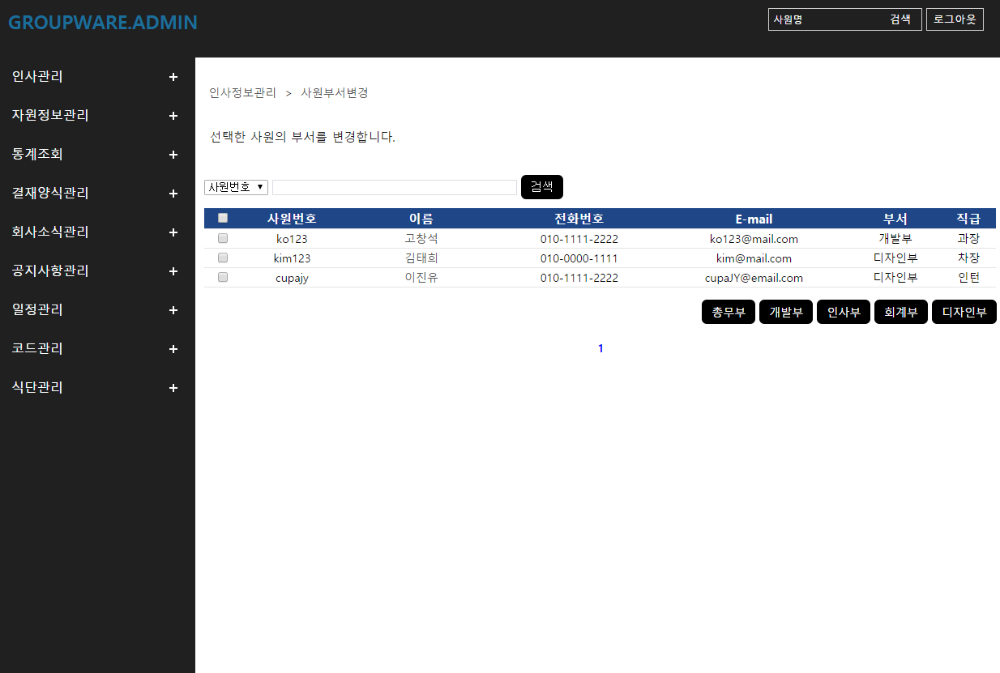 GROUPWARE.ADMIN
사원명 검색 로그아웃
인사관리 +
자원정보관리 +
통계조회 +
결재양식관리 +
회사소식관리 +
공지사항관리 +
일정관리 +
코드관리 +
식단관리 +
인사정보관리 > 사원부서변경
선택한 사원의 부서를 변경합니다.
사원번호 ▼ 검색
사원번호 이름 전화번호 E-mail 부서 직급
ko123 고창석 010-1111-2222 ko123@mail.com 개발부 과장
kim123 김태희 010-0000-1111 kim@mail.com 디자인부 차장
cupajy 이진유 010-1111-2222 cupaJY@email.com 디자인부 인턴
총무부 개발부 인사부 회계부 디자인부
1